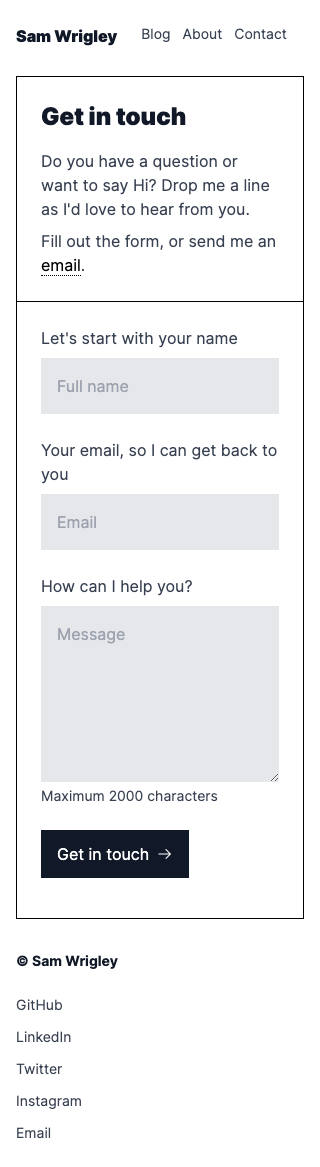 Sam Wrigley Blog About Contact
Get in touch
Do you have a question or
want to say Hi? Drop me a line
as I'd love to hear from you.
Fill out the form, or send me an
email.
Let's start with your name
Full name
Your email, so I can get back to
you
Email
How can I help you?
Message
Maximum 2000 characters
Get in touch →
© Sam Wrigley
GitHub
LinkedIn
Twitter
Instagram
Email